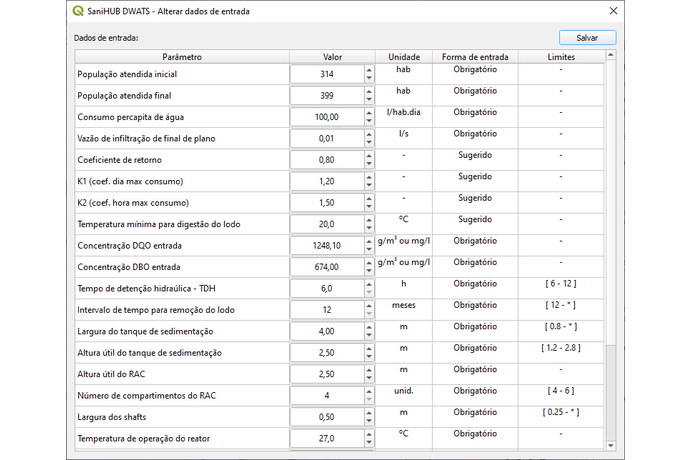 SaniHUB DWATS - Alterar dados de entrada
Dados de entrada:
Salvar
Parâmetro Valor Unidade Forma de entrada Limites
População atendida inicial 314 hab Obrigatório -
População atendida final 399 hab Obrigatório -
Consumo percapita de água 100,00 l/hab.dia Obrigatório -
Vazão de infiltração de final de plano 0,01 l/s Obrigatório -
Coeficiente de retorno 0,80 - Sugerido -
K1 (coef. dia max consumo) 1,20 - Sugerido -
K2 (coef. hora max consumo) 1,50 - Sugerido -
Temperatura mínima para digestão do lodo 20,0 ºC Sugerido -
Concentração DQO entrada 1248,10 g/m³ ou mg/l Obrigatório -
Concentração DBO entrada 674,00 g/m³ ou mg/l Obrigatório -
Tempo de detenção hidraúlica - TDH 6,0 h Obrigatório [ 6 - 12 ]
Intervalo de tempo para remoção do lodo 12 meses Obrigatório [ 12 - * ]
Largura do tanque de sedimentação 4,00 m Obrigatório [ 0.8 - * ]
Altura útil do tanque de sedimentação 2,50 m Obrigatório [ 1.2 - 2.8 ]
Altura útil do RAC 2,50 m Obrigatório -
Número de compartimentos do RAC 4 unid. Obrigatório [ 4 - 6 ]
Largura dos shafts 0,50 m Obrigatório [ 0.25 - * ]
Temperatura de operação do reator 27,0 ºC Obrigatório -